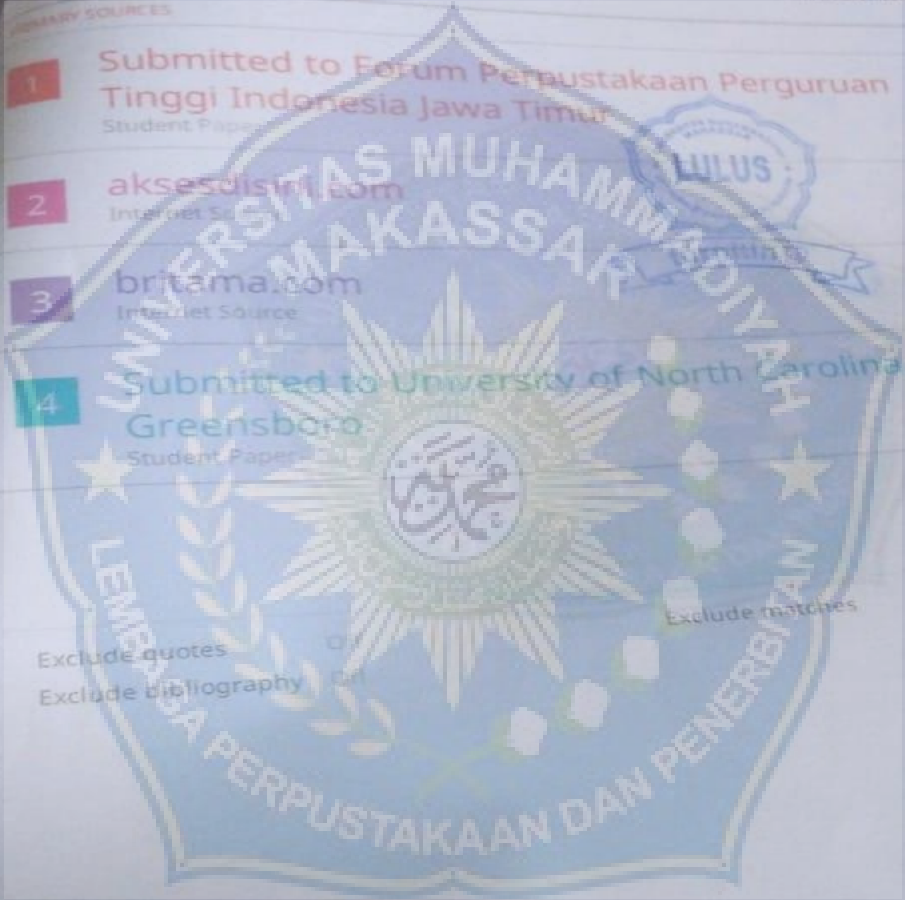 PRIMARY SOURCES
1
Submitted to Forum Perpustakaan Perguruan
Tinggi Indonesia Jawa Timur
Student Paper
2
aksesdisini.com
Internet Source
3
britama.com
Internet Source
4
Submitted to University of North Carolina,
Greensboro
Student Paper
LULUS
turnitin
UNIVERSITAS MUHAMMADIYAH
MAKASSAR
محمد
Exclude quotes
Exclude matches
Exclude bibliography
LEMBAGA PERPUSTAKAAN DAN PENERBITAN